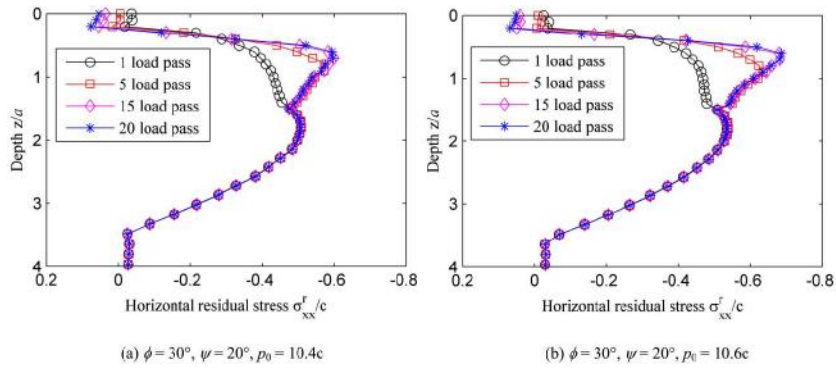 0
1
2
3
4
Depth z/a
1 load pass
5 load pass
15 load pass
20 load pass
0.2
0
-0.2
-0.4
-0.6
-0.8
Horizontal residual stress σʳₓₓ/c
(a) ϕ = 30°, ψ = 20°, p₀ = 10.4c
0
1
2
3
4
Depth z/a
1 load pass
5 load pass
15 load pass
20 load pass
0.2
0
-0.2
-0.4
-0.6
-0.8
Horizontal residual stress σʳₓₓ/c
(b) ϕ = 30°, ψ = 20°, p₀ = 10.6c